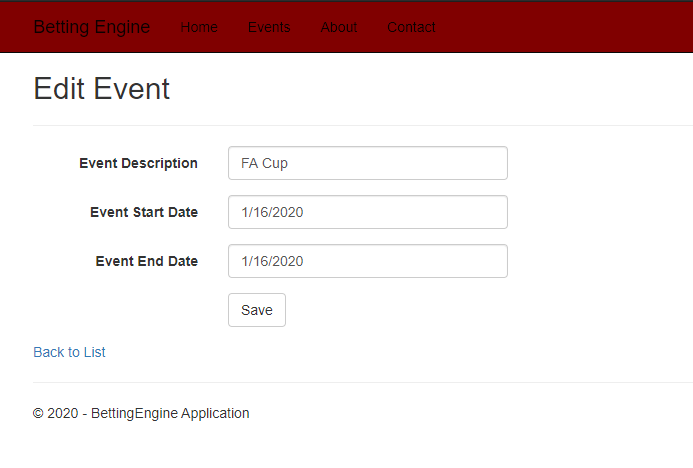 Betting Engine Home Events About Contact
Edit Event
Event Description FA Cup
Event Start Date 1/16/2020
Event End Date 1/16/2020
Save
Back to List
© 2020 - BettingEngine Application